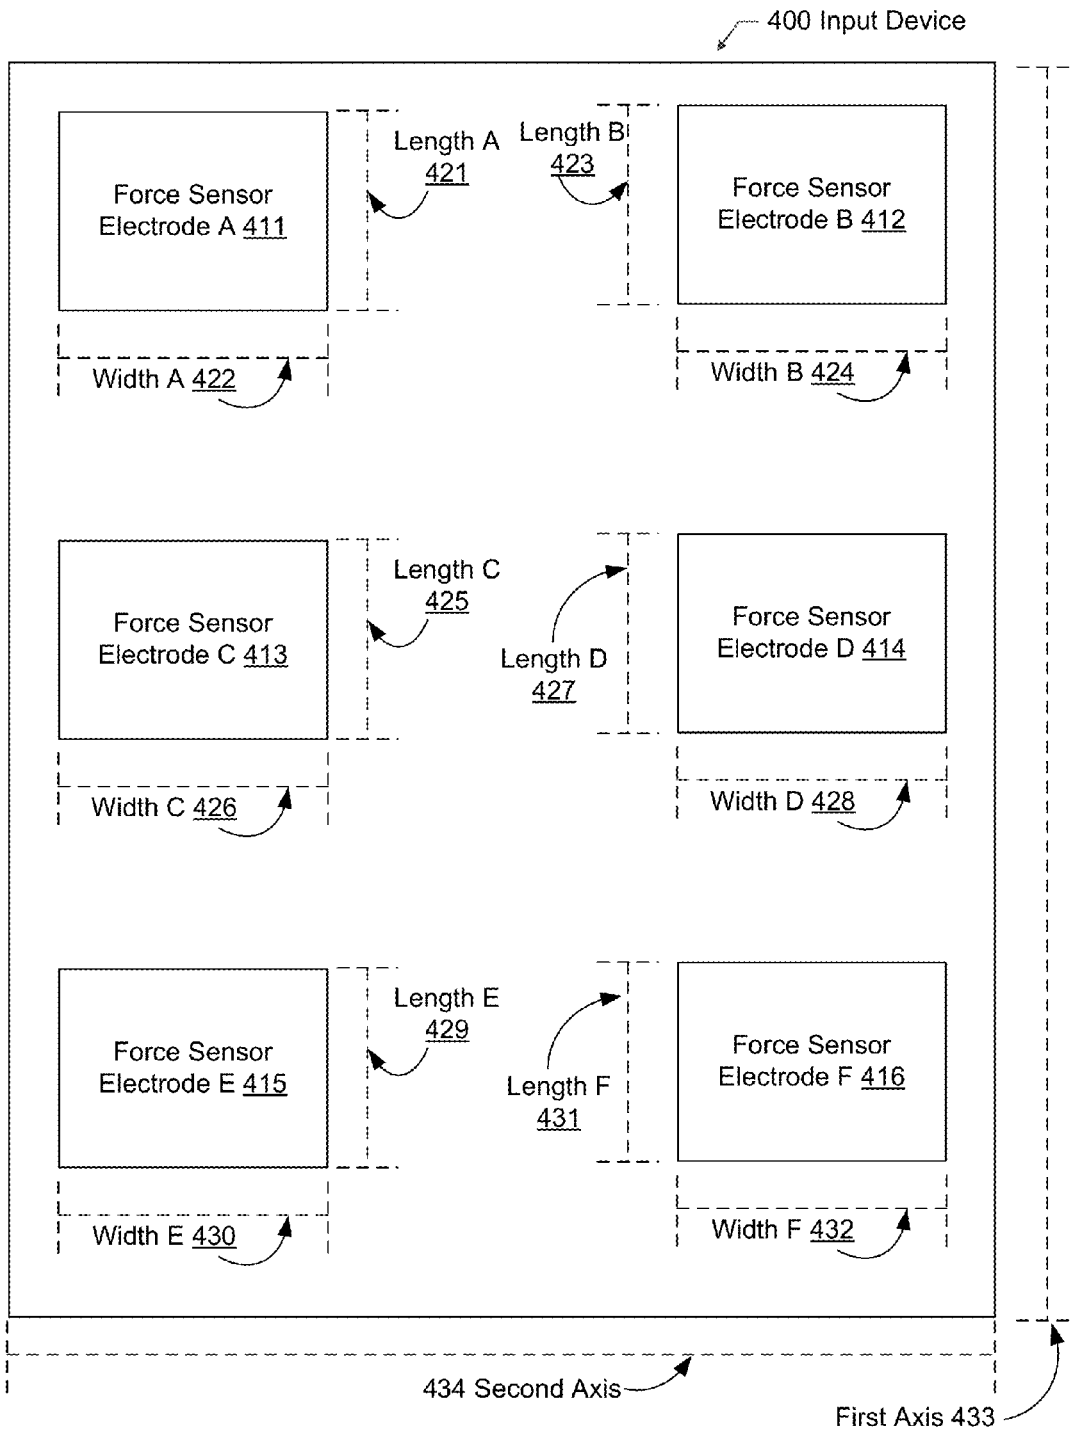 400 Input Device
Force Sensor
Electrode A 411
Length A
421
Length B
423
Force Sensor
Electrode B 412
Width A 422
Width B 424
Force Sensor
Electrode C 413
Length C
425
Length D
427
Force Sensor
Electrode D 414
Width C 426
Width D 428
Force Sensor
Electrode E 415
Length E
429
Length F
431
Force Sensor
Electrode F 416
Width E 430
Width F 432
434 Second Axis
First Axis 433